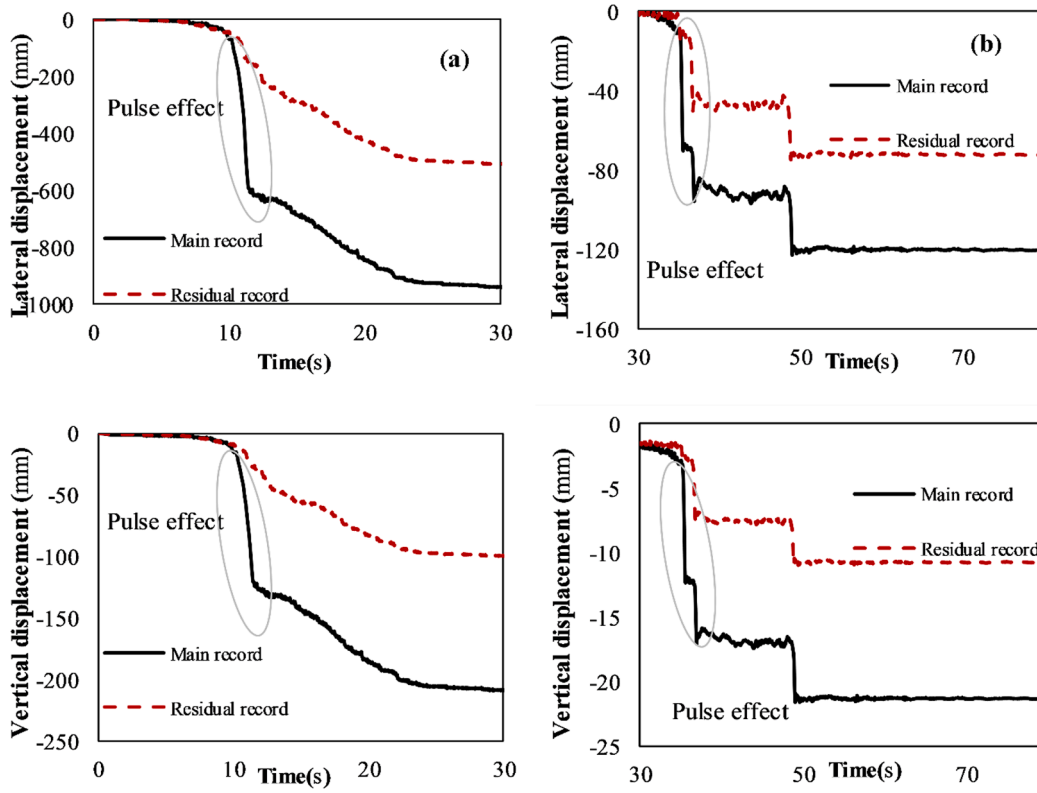 0
-200
-400
-600
-800
1000
Lateral displacement (mm)
(a)
Pulse effect
Main record
Residual record
0
10
20
30
Time(s)
0
-40
-80
-120
-160
Lateral displacement (mm)
(b)
Main record
Residual record
Pulse effect
30
50
70
Time(s)
0
-50
-100
-150
-200
-250
Vertical displacement (mm)
Pulse effect
Main record
Residual record
0
10
20
30
Time(s)
0
-5
-10
-15
-20
-25
Vertical displacement (mm)
Main record
Residual record
Pulse effect
30
50
70
Time(s)